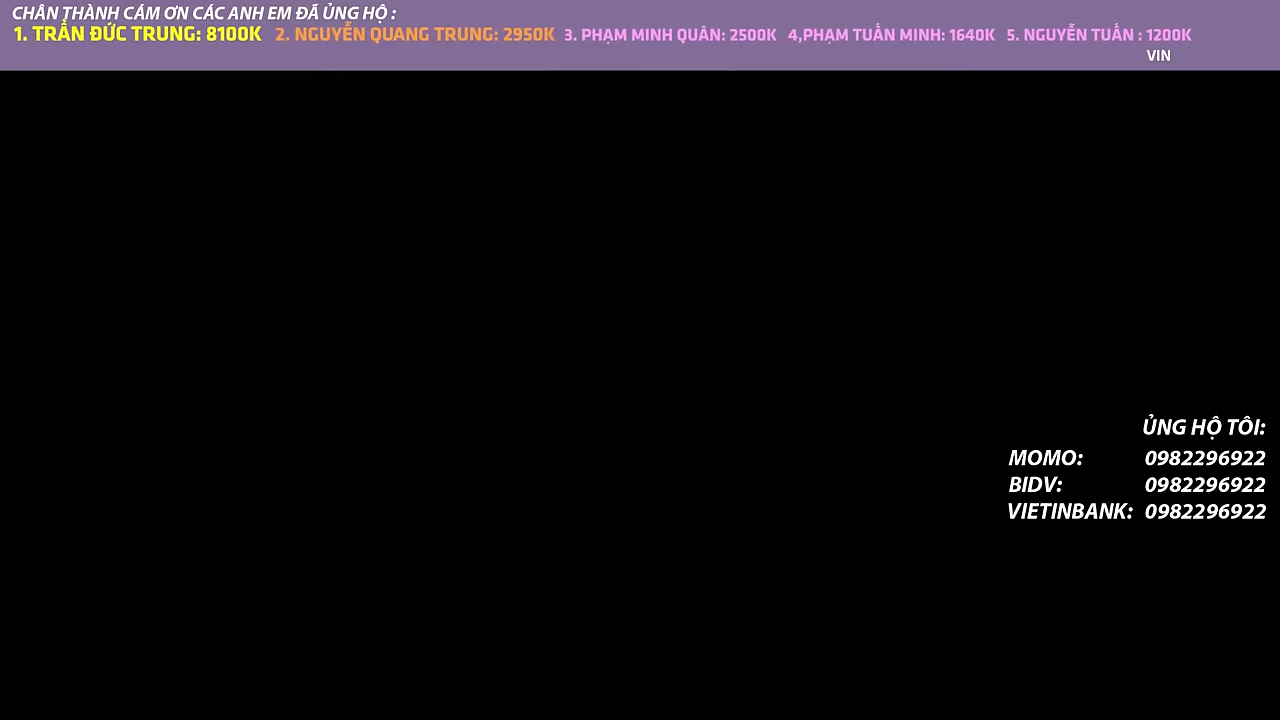 CHÂN THÀNH CÁM ƠN CÁC ANH EM ĐÃ ỦNG HỘ :
1. TRẦN ĐỨC TRUNG: 8100K 2. NGUYỄN QUANG TRUNG: 2950K 3. PHẠM MINH QUÂN: 2500K 4,PHẠM TUẤN MINH: 1640K 5. NGUYỄN TUẤN : 1200K
VIN
ỦNG HỘ TÔI:
MOMO: 0982296922
BIDV: 0982296922
VIETINBANK: 0982296922